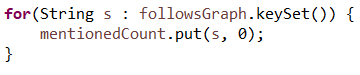 for(String s : followsGraph.keySet()) {
    mentionedCount.put(s, 0);
}